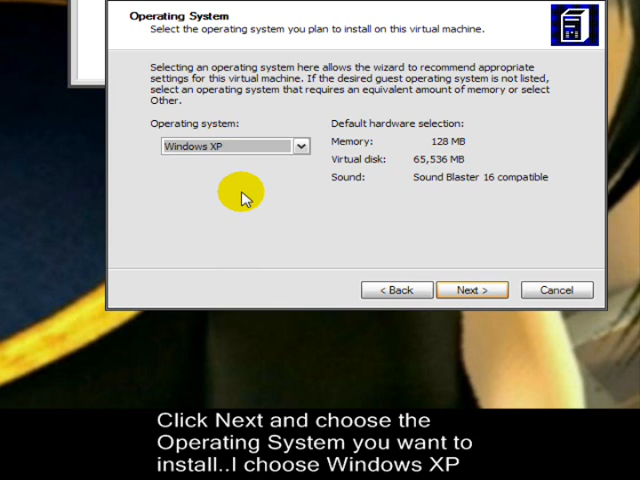 Operating System
Select the operating system you plan to install on this virtual machine.
Selecting an operating system here allows the wizard to recommend appropriate
settings for this virtual machine. If the desired guest operating system is not listed,
select an operating system that requires an equivalent amount of memory or select
Other.
Operating system:
Windows XP
Default hardware selection:
Memory: 128 MB
Virtual disk: 65,536 MB
Sound: Sound Blaster 16 compatible
< Back Next > Cancel
Click Next and choose the
Operating System you want to
install..I choose Windows XP